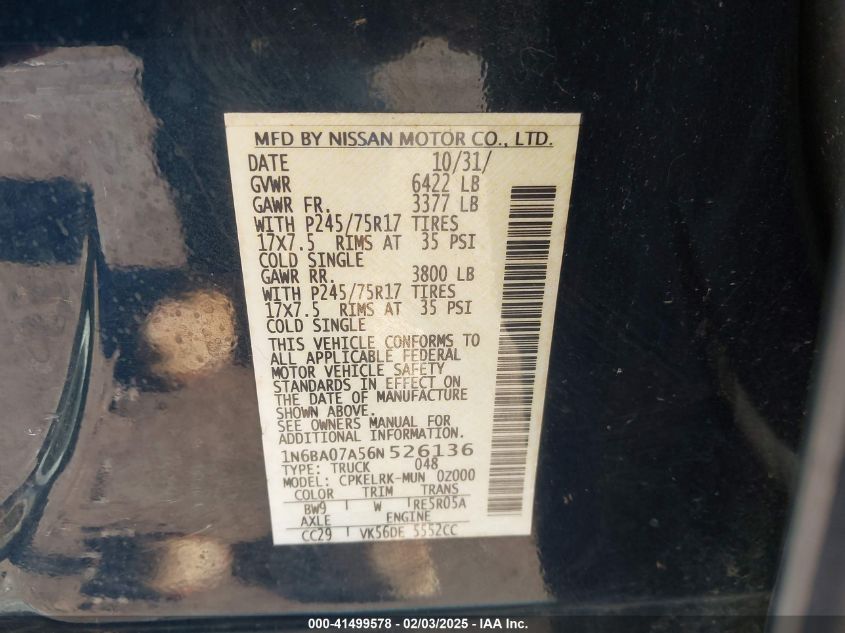 MFD BY NISSAN MOTOR CO., LTD.
DATE 10/31/
GVWR 6422 LB
GAWR FR. 3377 LB
WITH P245/75R17 TIRES
17X7.5 RIMS AT 35 PSI
COLD SINGLE
GAWR RR. 3800 LB
WITH P245/75R17 TIRES
17X7.5 RIMS AT 35 PSI
COLD SINGLE
THIS VEHICLE CONFORMS TO
ALL APPLICABLE FEDERAL
MOTOR VEHICLE SAFETY
STANDARDS IN EFFECT ON
THE DATE OF MANUFACTURE
SHOWN ABOVE.
SEE OWNERS MANUAL FOR
ADDITIONAL INFORMATION
1N6BA07A56N526136
TYPE: TRUCK 048
MODEL: CPKELRK-MUN 0Z000
COLOR TRIM TRANS
BW9 W RE5R05A
AXLE ENGINE
CC29 VK56DE 5552CC
000-41499578 - 02/03/2025 - IAA Inc.